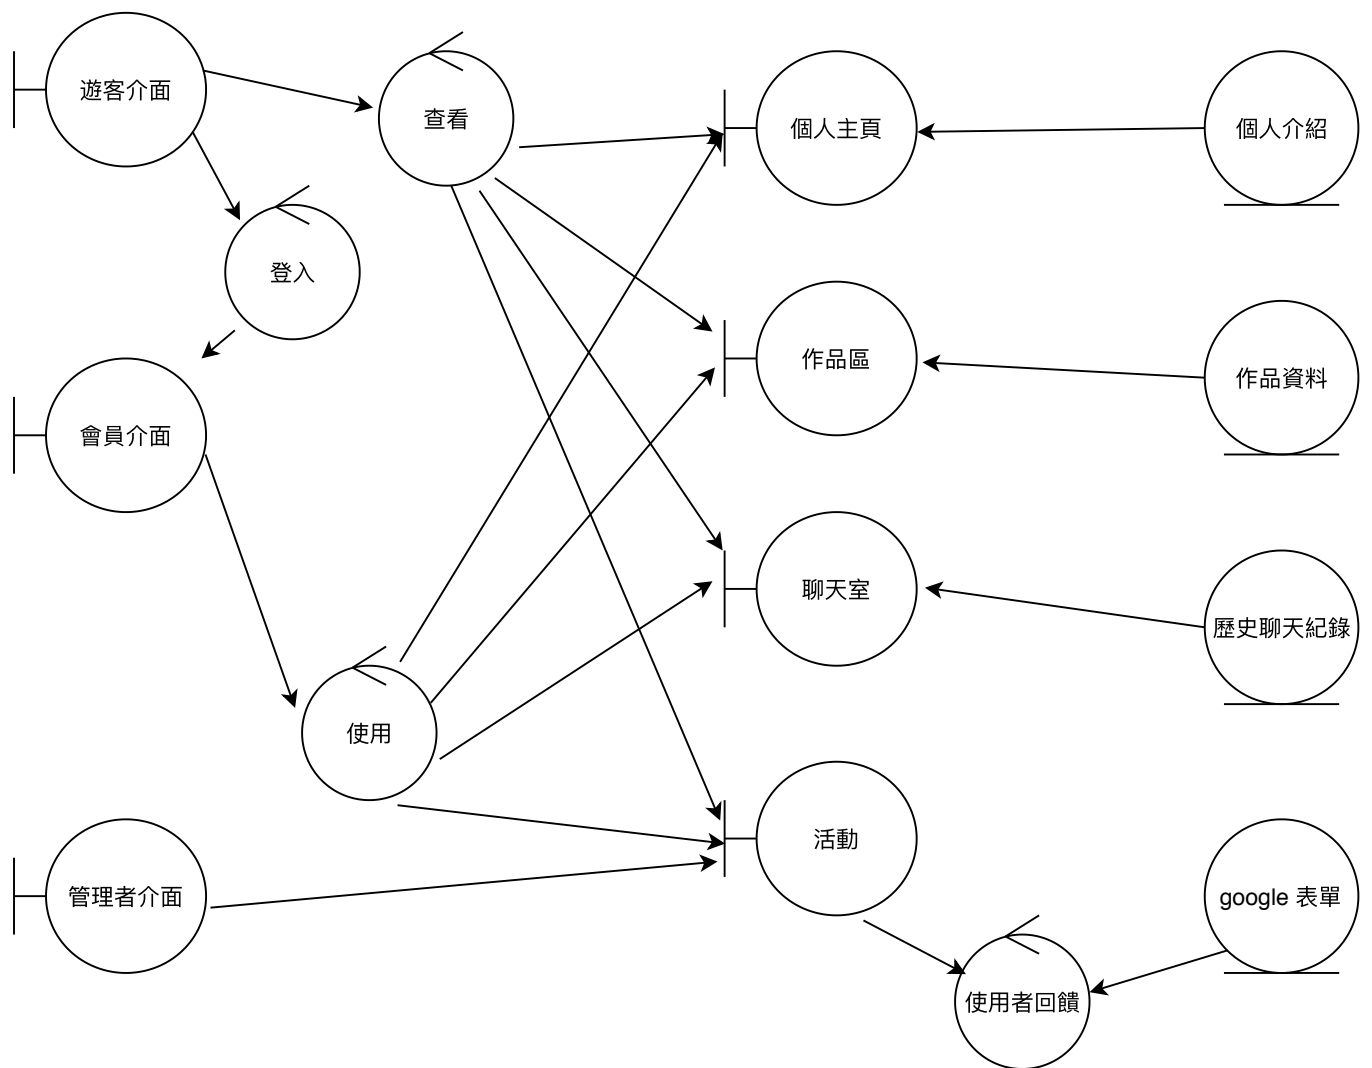 遊客介面
查看
個人主頁
個人介紹
登入
作品區
作品資料
會員介面
聊天室
歷史聊天紀錄
使用
活動
管理者介面
google 表單
使用者回饋